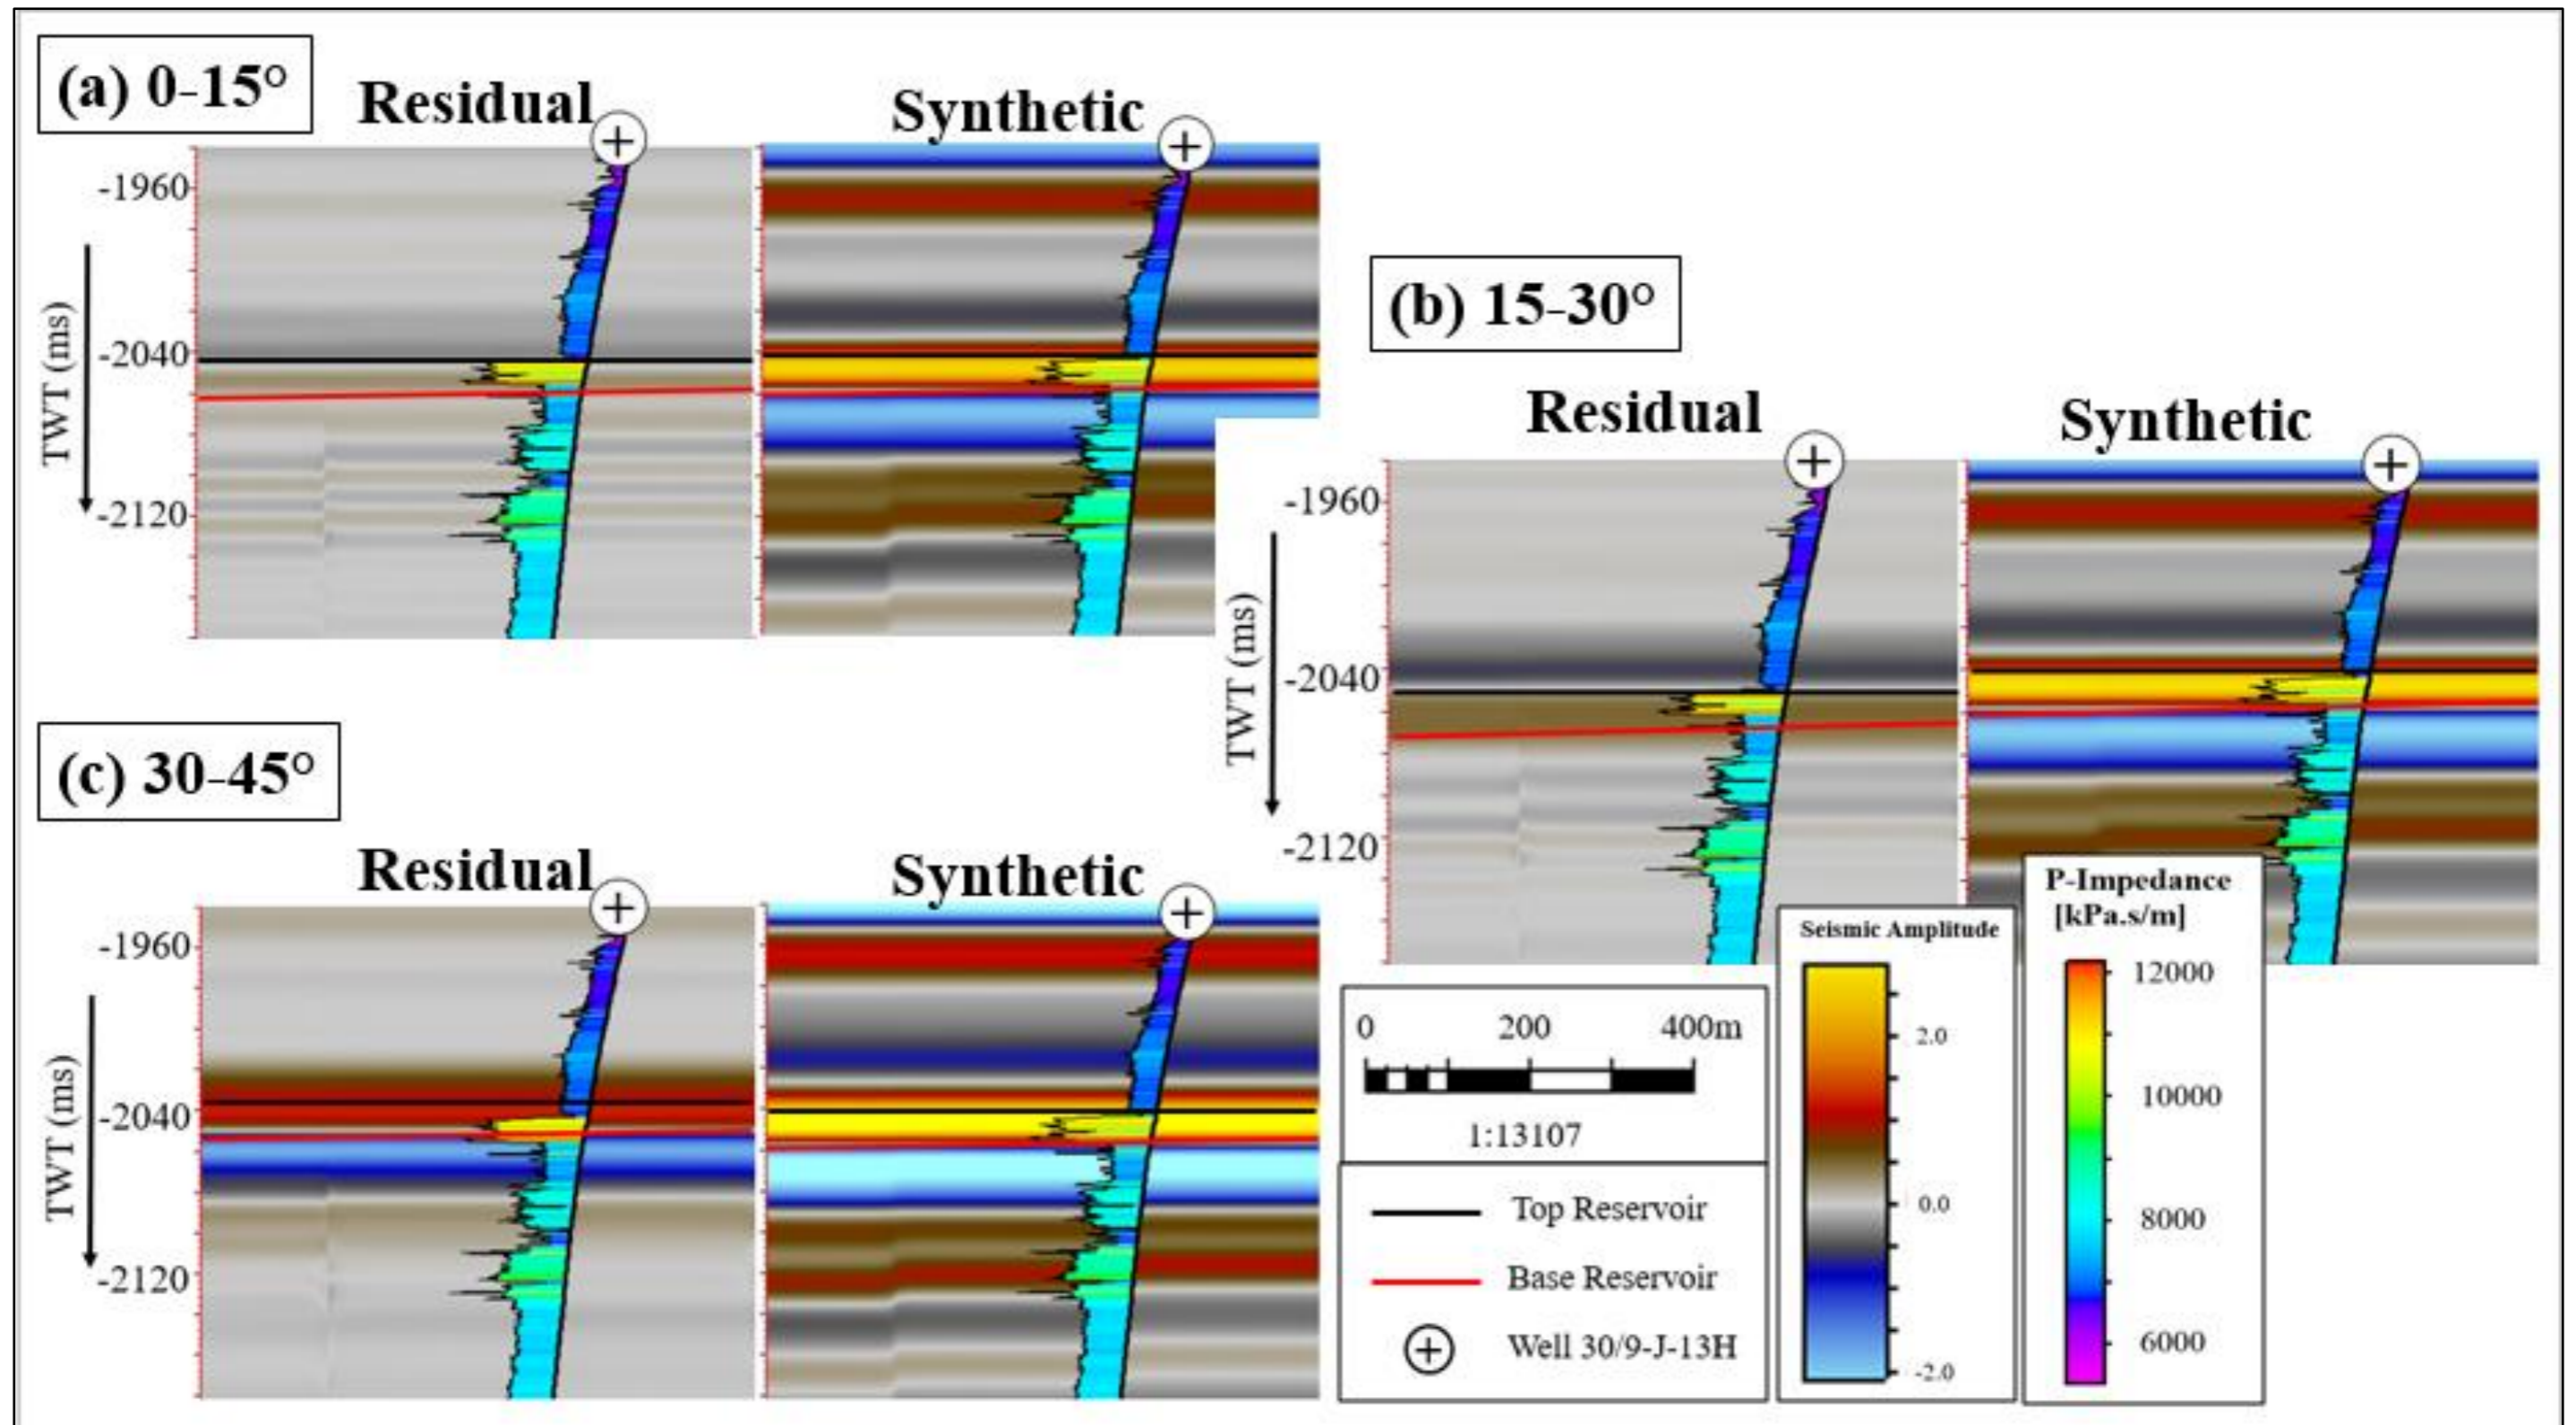 (a) 0-15°
Residual
Synthetic
-1960
-2040
-2120
TWT (ms)
(b) 15-30°
Residual
Synthetic
-1960
-2040
-2120
TWT (ms)
(c) 30-45°
Residual
Synthetic
-1960
-2040
-2120
TWT (ms)
0 200 400m
1:13107
Top Reservoir
Base Reservoir
Well 30/9-J-13H
Seismic Amplitude
2.0
0.0
-2.0
P-Impedance
[kPa.s/m]
12000
10000
8000
6000